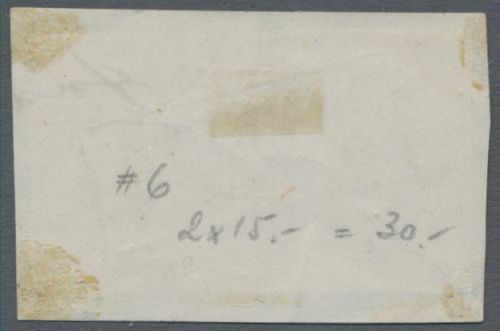 #6
2x15.- = 30.-